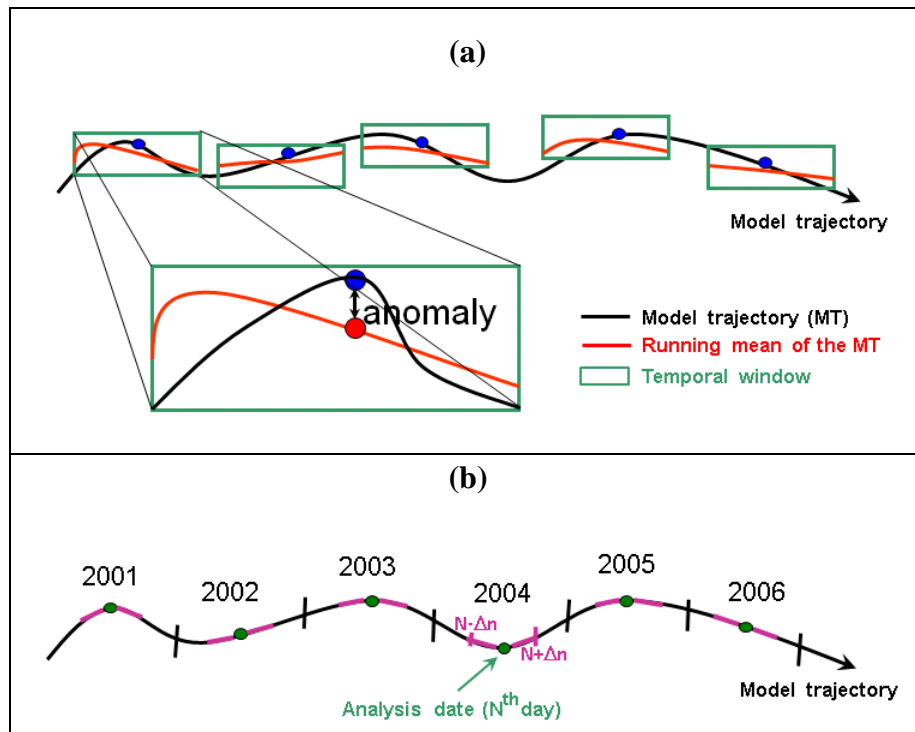 (a)
Model trajectory
anomaly
Model trajectory (MT)
Running mean of the MT
Temporal window
(b)
2001
2002
2003
2004
2005
2006
N-Δn
N+Δn
Analysis date (Nth day)
Model trajectory